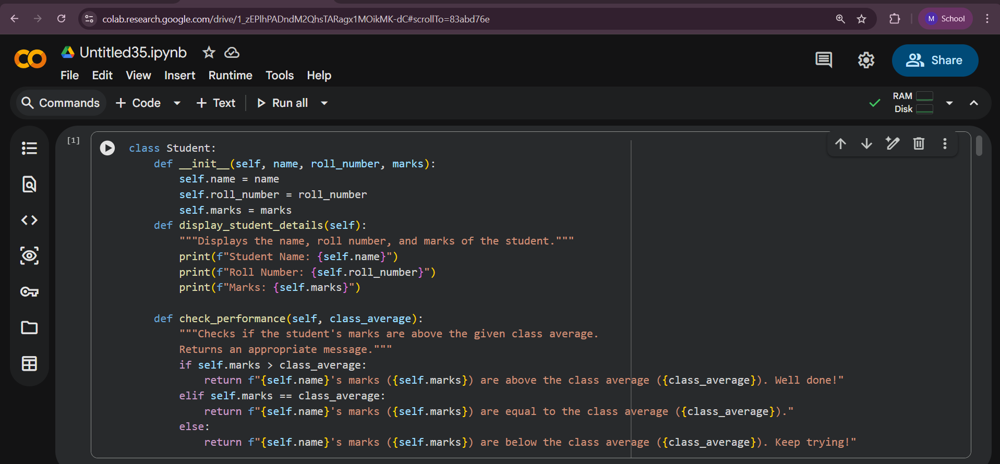 colab.research.google.com/drive/1_zEPlhPADndM2QhsTARagx1MOikMK-dC#scrollTo=83abd76e
M School
Untitled35.ipynb
File Edit View Insert Runtime Tools Help
Share
Commands + Code + Text Run all
RAM
Disk
[1]
class Student:
    def __init__(self, name, roll_number, marks):
        self.name = name
        self.roll_number = roll_number
        self.marks = marks
    def display_student_details(self):
        """Displays the name, roll number, and marks of the student."""
        print(f"Student Name: {self.name}")
        print(f"Roll Number: {self.roll_number}")
        print(f"Marks: {self.marks}")

    def check_performance(self, class_average):
        """Checks if the student's marks are above the given class average.
        Returns an appropriate message."""
        if self.marks > class_average:
            return f"{self.name}'s marks ({self.marks}) are above the class average ({class_average}). Well done!"
        elif self.marks == class_average:
            return f"{self.name}'s marks ({self.marks}) are equal to the class average ({class_average})."
        else:
            return f"{self.name}'s marks ({self.marks}) are below the class average ({class_average}). Keep trying!"